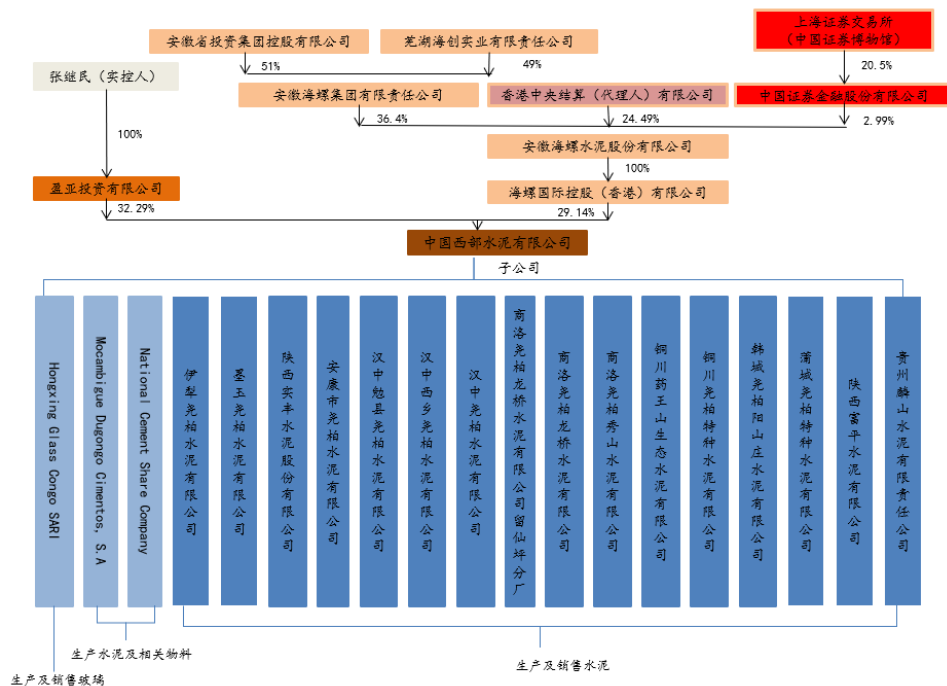 安徽省投资集团控股有限公司
芜湖海创实业有限责任公司
上海证券交易所
（中国证券博物馆）
51%
49%
20.5%
张继民（实控人）
安徽海螺集团有限责任公司
香港中央结算（代理人）有限公司
中国证券金融股份有限公司
36.4%
24.49%
2.99%
100%
安徽海螺水泥股份有限公司
100%
盈亚投资有限公司
海螺国际控股（香港）有限公司
32.29%
29.14%
中国西部水泥有限公司
子公司
Hongxing Glass Congo SARI
Mocambigue Dugongo Cimentos, S.A
National Cement Share Company
伊犁尧柏水泥有限公司
墨玉尧柏水泥有限公司
陕西实丰水泥股份有限公司
安康市尧柏水泥有限公司
汉中勉县尧柏水泥有限公司
汉中西乡尧柏水泥有限公司
汉中尧柏水泥有限公司
商洛尧柏龙桥水泥有限公司留仙坪分厂
商洛尧柏龙桥水泥有限公司
商洛尧柏秀山水泥有限公司
铜川药王山生态水泥有限公司
铜川尧柏特种水泥有限公司
韩城尧柏阳山庄水泥有限公司
蒲城尧柏特种水泥有限公司
陕西富平水泥有限公司
贵州麟山水泥有限责任公司
生产水泥及相关物料
生产及销售水泥
生产及销售玻璃